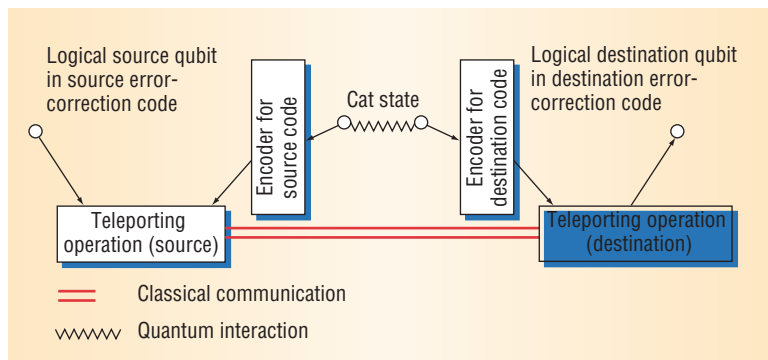 Logical source qubit
in source error-
correction code
Encoder for
source code
Cat state
Encoder for
destination code
Logical destination qubit
in destination error-
correction code
Teleporting
operation (source)
Teleporting operation
(destination)
Classical communication
Quantum interaction